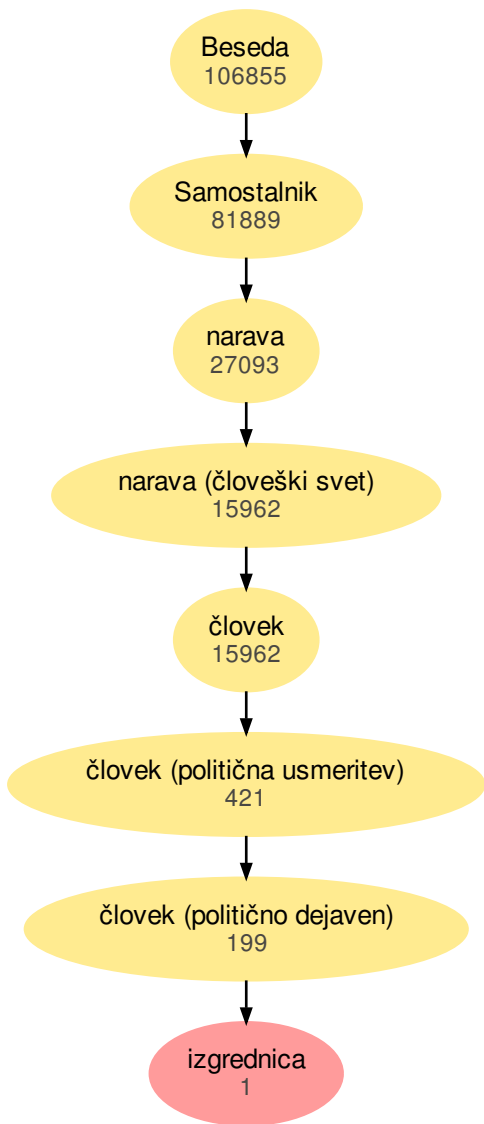 Beseda
106855
Samostalnik
81889
narava
27093
narava (človeški svet)
15962
človek
15962
človek (politična usmeritev)
421
človek (politično dejaven)
199
izgrednica
1